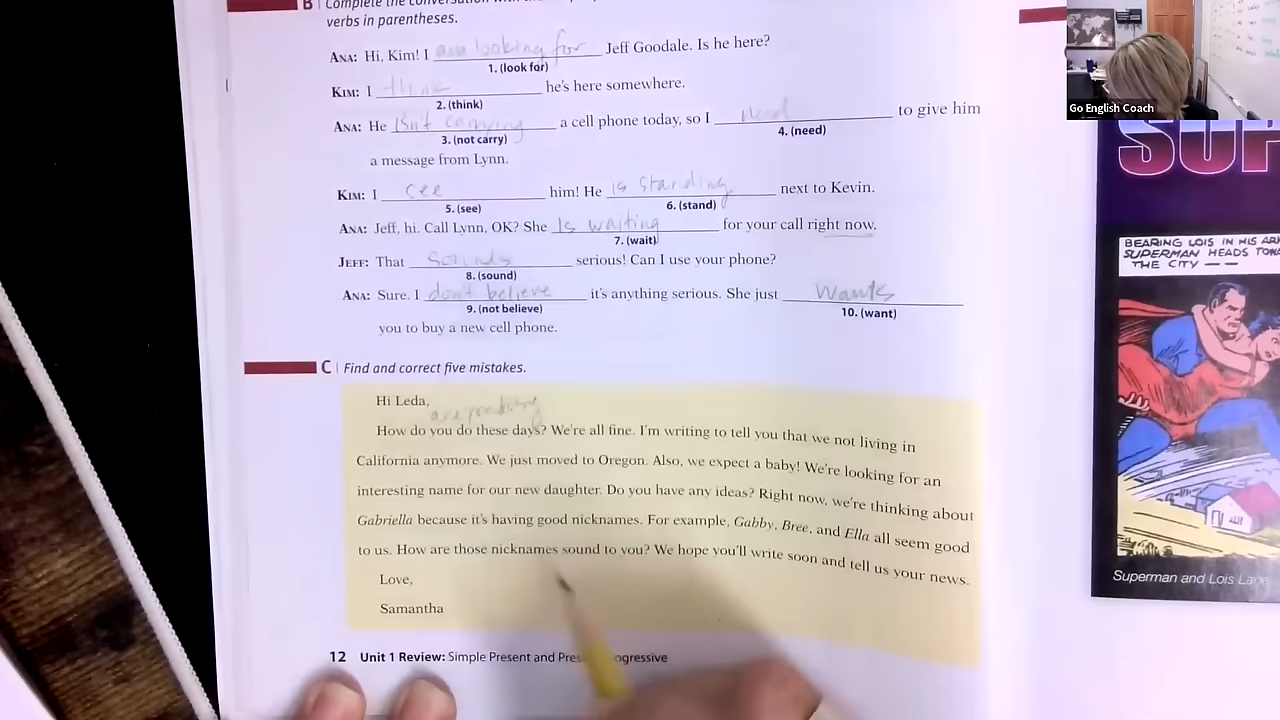 B | Complete the conversation with the
verbs in parentheses.
ANA: Hi, Kim! I am looking for Jeff Goodale. Is he here?
1. (look for)
KIM: I think he's here somewhere.
2. (think)
ANA: He Isn't carrying a cell phone today, so I need to give him
3. (not carry) 4. (need)
a message from Lynn.
KIM: I cee him! He is standing next to Kevin.
5. (see) 6. (stand)
ANA: Jeff, hi. Call Lynn, OK? She Is waiting for your call right now.
7. (wait)
JEFF: That Sounds serious! Can I use your phone?
8. (sound)
ANA: Sure. I don't believe it's anything serious. She just wants
9. (not believe) 10. (want)
you to buy a new cell phone.
C | Find and correct five mistakes.
Hi Leda,
are
How do you do these days? We're all fine. I'm writing to tell you that we not living in
California anymore. We just moved to Oregon. Also, we expect a baby! We're looking for an
interesting name for our new daughter. Do you have any ideas? Right now, we're thinking about
Gabriella because it's having good nicknames. For example, Gabby, Bree, and Ella all seem good
to us. How are those nicknames sound to you? We hope you'll write soon and tell us your news.
Love,
Samantha
12 Unit 1 Review: Simple Present and Progressive
Go English Coach
SUP
BEARING LOIS IN HIS
SUPERMAN HEADS
THE CITY — —
Superman and Lois